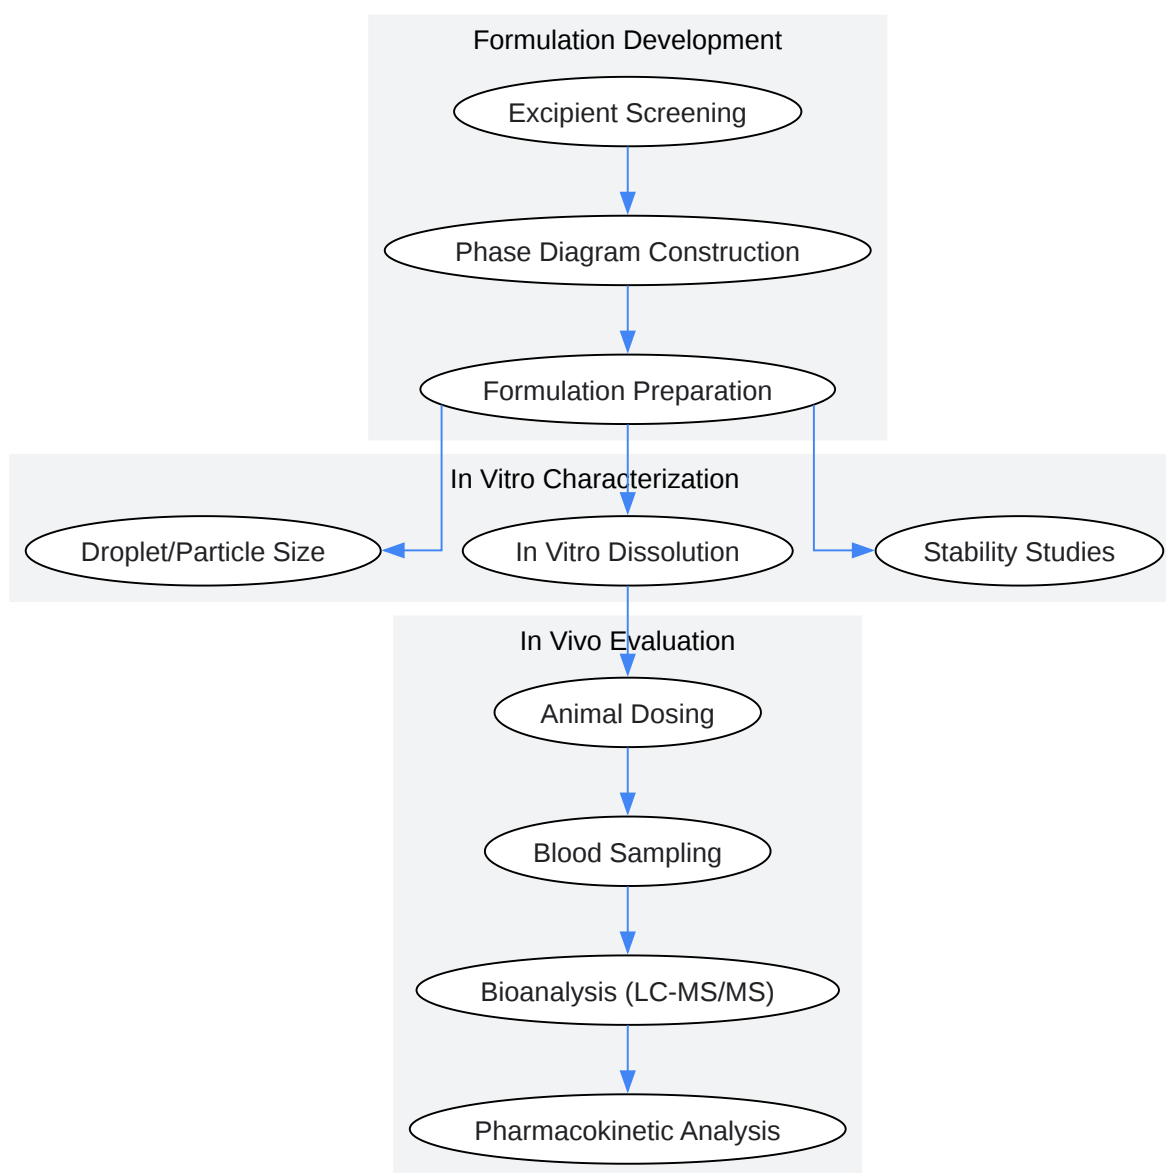 Formulation Development
Excipient Screening
Phase Diagram Construction
Formulation Preparation
In Vitro Characterization
Droplet/Particle Size
In Vitro Dissolution
Stability Studies
In Vivo Evaluation
Animal Dosing
Blood Sampling
Bioanalysis (LC-MS/MS)
Pharmacokinetic Analysis